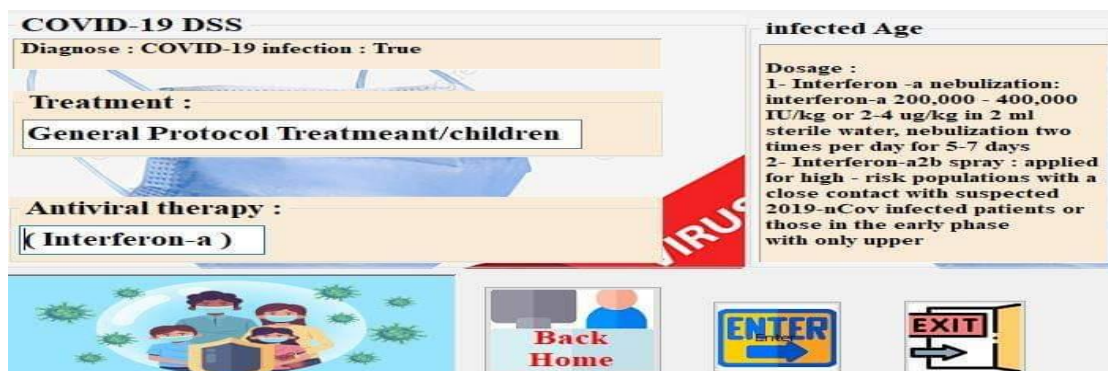 COVID-19 DSS
Diagnose : COVID-19 infection : True
Treatment :
General Protocol Treatmeant/children
Antiviral therapy :
( Interferon-a )
infected Age
Dosage :
1- Interferon -a nebulization:
interferon-a 200,000 - 400,000
IU/kg or 2-4 ug/kg in 2 ml
sterile water, nebulization two
times per day for 5-7 days
2- Interferon-a2b spray : applied
for high - risk populations with a
close contact with suspected
2019-nCov infected patients or
those in the early phase
with only upper
VIRUS
Back
Home
ENTER
Enter
EXIT